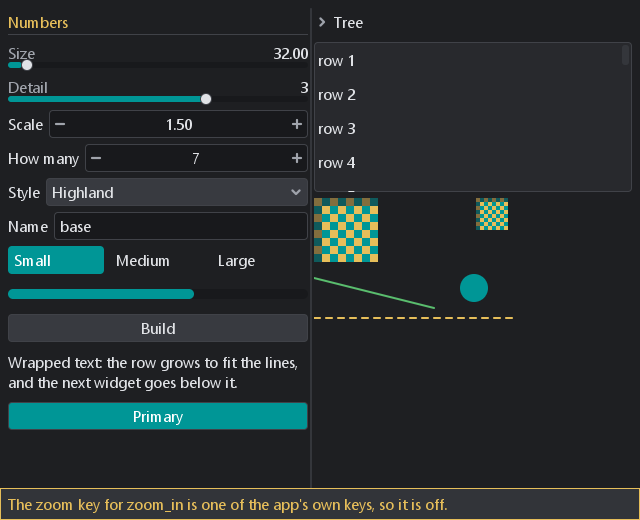 Numbers
Size 32.00
Detail 3
Scale − 1.50 +
How many − 7 +
Style Highland
Name base
Small Medium Large
Build
Wrapped text: the row grows to fit the lines,
and the next widget goes below it.
Primary
Tree
row 1
row 2
row 3
row 4
The zoom key for zoom_in is one of the app's own keys, so it is off.